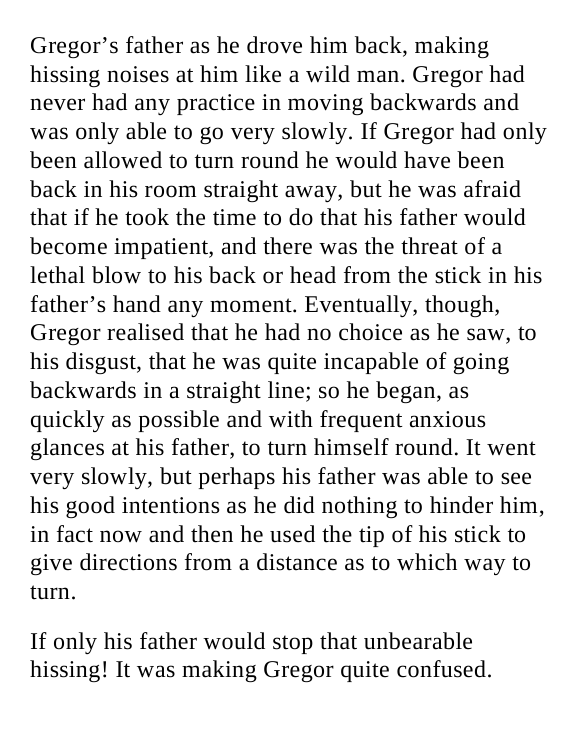 Gregor’s father as he drove him back, making
hissing noises at him like a wild man. Gregor had
never had any practice in moving backwards and
was only able to go very slowly. If Gregor had only
been allowed to turn round he would have been
back in his room straight away, but he was afraid
that if he took the time to do that his father would
become impatient, and there was the threat of a
lethal blow to his back or head from the stick in his
father’s hand any moment. Eventually, though,
Gregor realised that he had no choice as he saw, to
his disgust, that he was quite incapable of going
backwards in a straight line; so he began, as
quickly as possible and with frequent anxious
glances at his father, to turn himself round. It went
very slowly, but perhaps his father was able to see
his good intentions as he did nothing to hinder him,
in fact now and then he used the tip of his stick to
give directions from a distance as to which way to
turn.
If only his father would stop that unbearable
hissing! It was making Gregor quite confused.